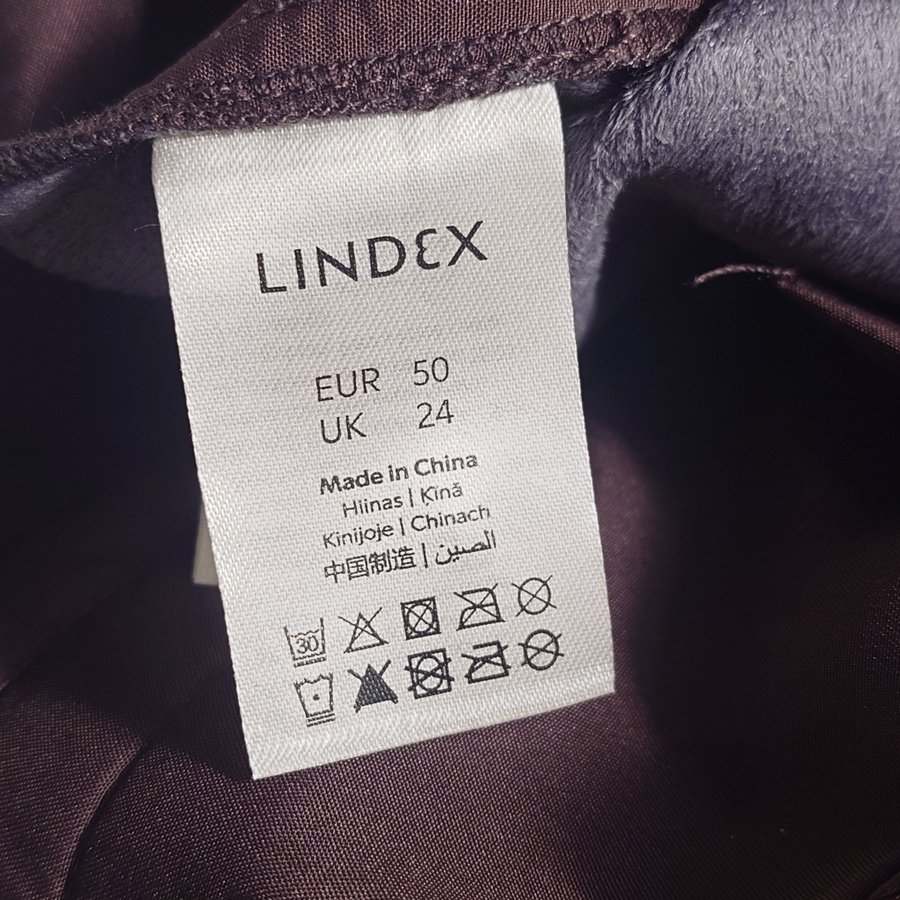 LINDEX
EUR 50
UK 24
Made in China
Hiinas | Ķīnā
Kinijoje | Chinach
中国制造 | الصين
30